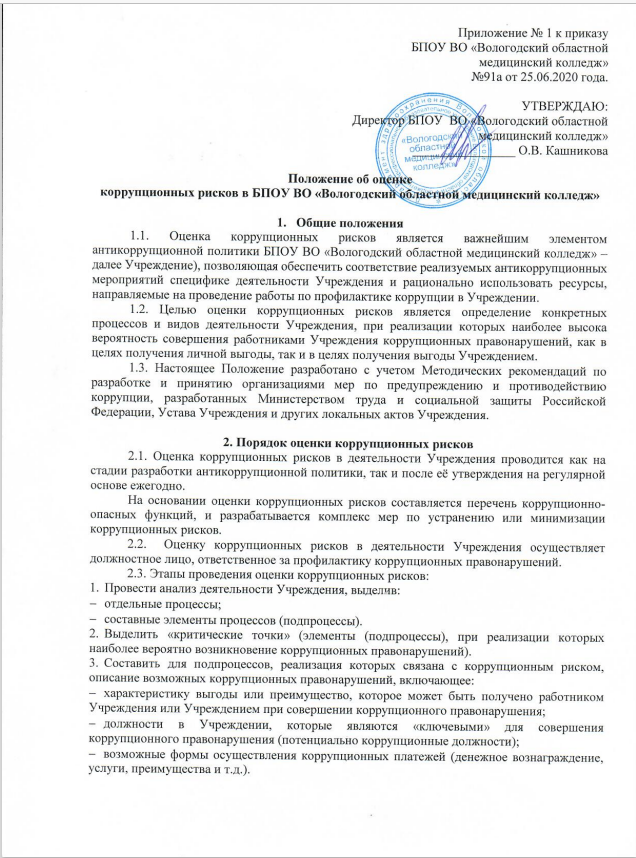 Приложение № 1 к приказу
БПОУ ВО «Вологодский областной
медицинский колледж»
№91а от 25.06.2020 года.
УТВЕРЖДАЮ:
Директор БПОУ ВО «Вологодский областной
медицинский колледж»
О.В. Кашникова
«Вологодский
областной
медицинский
колледж»
Положение об оценке
коррупционных рисков в БПОУ ВО «Вологодский областной медицинский колледж»
1. Общие положения
1.1. Оценка коррупционных рисков является важнейшим элементом
антикоррупционной политики БПОУ ВО «Вологодский областной медицинский колледж» –
далее Учреждение), позволяющая обеспечить соответствие реализуемых антикоррупционных
мероприятий специфике деятельности Учреждения и рационально использовать ресурсы,
направляемые на проведение работы по профилактике коррупции в Учреждении.
1.2. Целью оценки коррупционных рисков является определение конкретных
процессов и видов деятельности Учреждения, при реализации которых наиболее высока
вероятность совершения работниками Учреждения коррупционных правонарушений, как в
целях получения личной выгоды, так и в целях получения выгоды Учреждением.
1.3. Настоящее Положение разработано с учетом Методических рекомендаций по
разработке и принятию организациями мер по предупреждению и противодействию
коррупции, разработанных Министерством труда и социальной защиты Российской
Федерации, Устава Учреждения и других локальных актов Учреждения.
2. Порядок оценки коррупционных рисков
2.1. Оценка коррупционных рисков в деятельности Учреждения проводится как на
стадии разработки антикоррупционной политики, так и после её утверждения на регулярной
основе ежегодно.
На основании оценки коррупционных рисков составляется перечень коррупционно-
опасных функций, и разрабатывается комплекс мер по устранению или минимизации
коррупционных рисков.
2.2. Оценку коррупционных рисков в деятельности Учреждения осуществляет
должностное лицо, ответственное за профилактику коррупционных правонарушений.
2.3. Этапы проведения оценки коррупционных рисков:
1. Провести анализ деятельности Учреждения, выделив:
– отдельные процессы;
– составные элементы процессов (подпроцессы).
2. Выделить «критические точки» (элементы (подпроцессы), при реализации которых
наиболее вероятно возникновение коррупционных правонарушений).
3. Составить для подпроцессов, реализация которых связана с коррупционным риском,
описание возможных коррупционных правонарушений, включающее:
– характеристику выгоды или преимущество, которое может быть получено работником
Учреждения или Учреждением при совершении коррупционного правонарушения;
– должности в Учреждении, которые являются «ключевыми» для совершения
коррупционного правонарушения (потенциально коррупционные должности);
– возможные формы осуществления коррупционных платежей (денежное вознаграждение,
услуги, преимущества и т.д.).